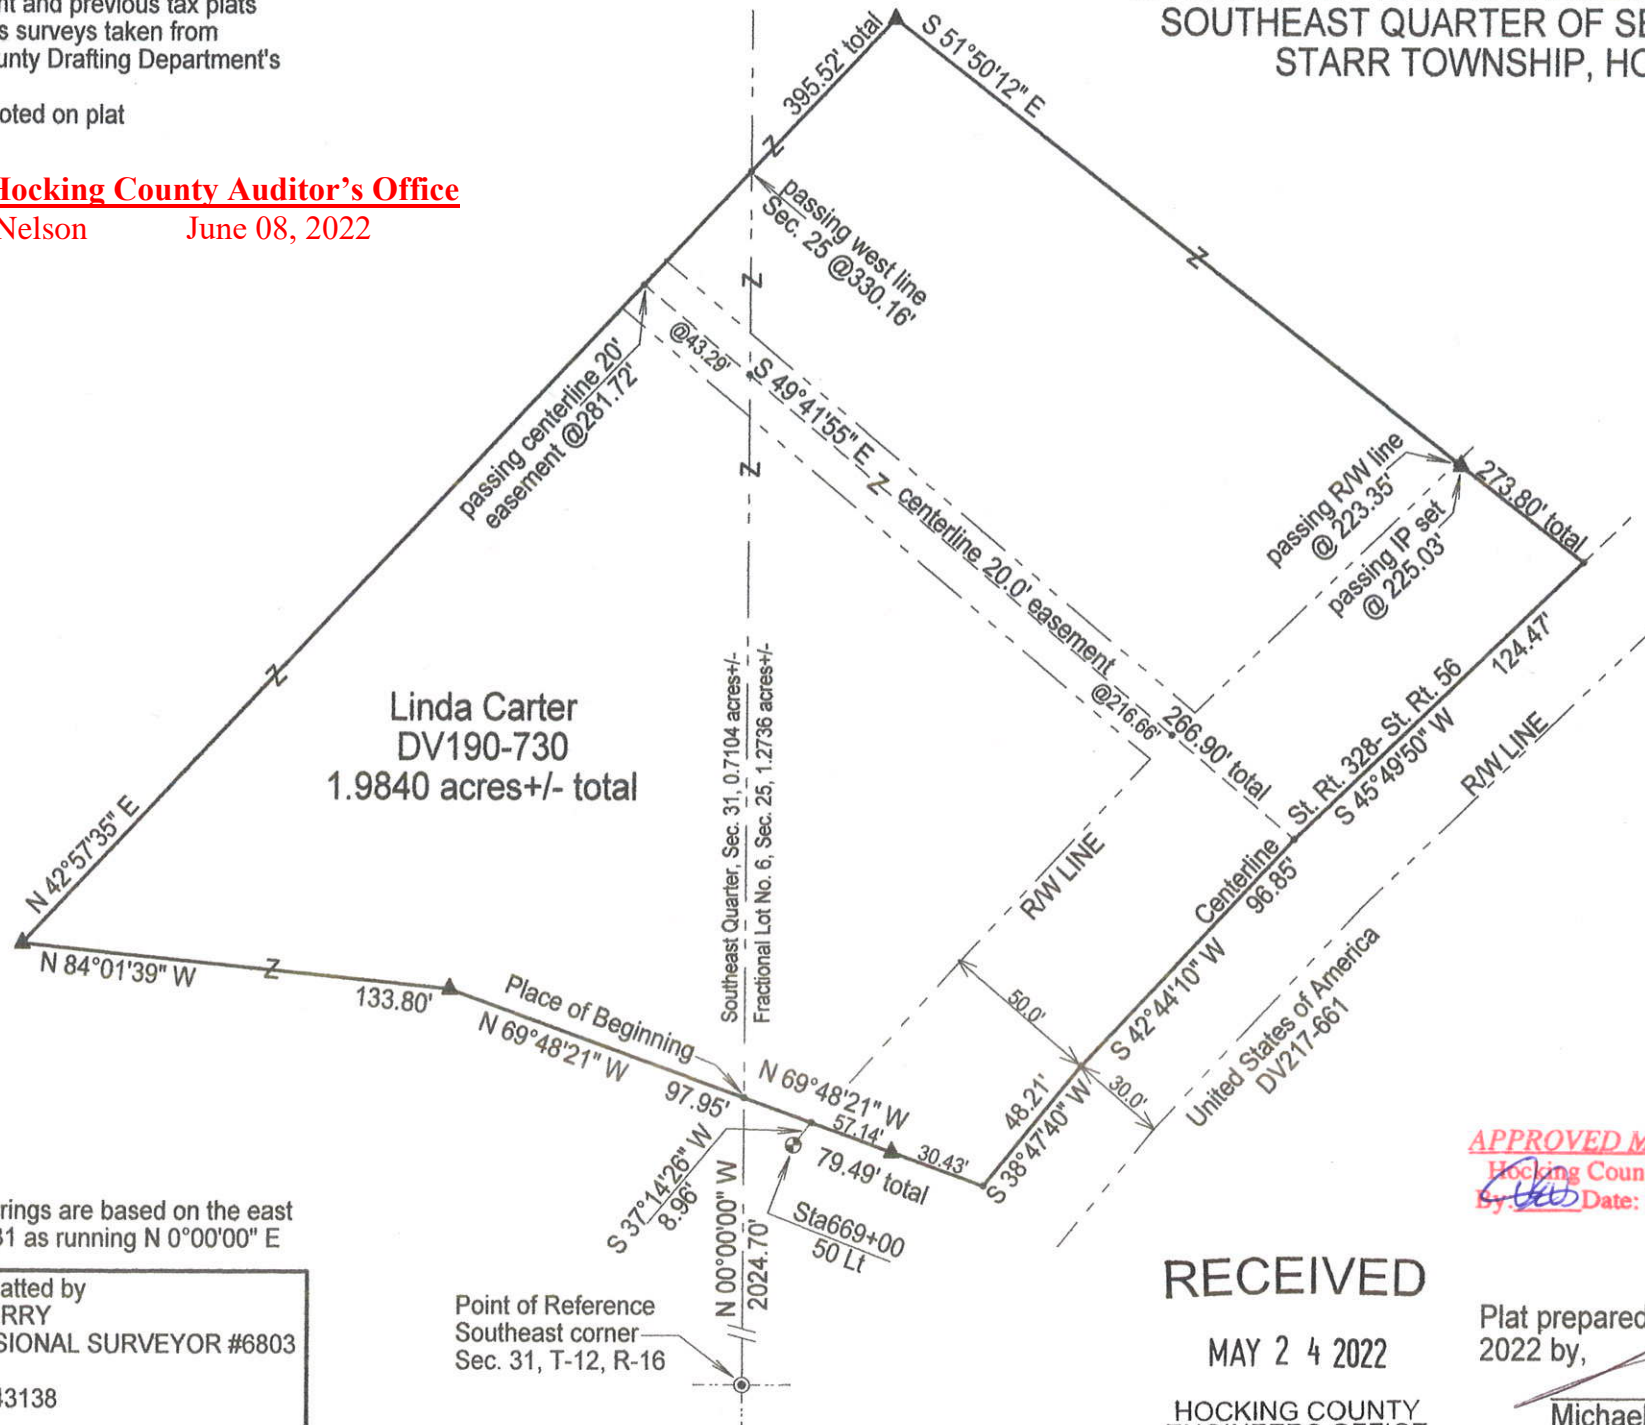 nt and previous tax plats
s surveys taken from
unty Drafting Department's
oted on plat
Hocking County Auditor's Office
Nelson June 08, 2022
SOUTHEAST QUARTER OF SE
STARR TOWNSHIP, HO
395.52' total
S 51°50'12" E
Z
passing west line
Sec. 25 @330.16'
Z
Z
@43.29'
S 49°41'55" E
passing centerline 20'
easement @281.72'
Z
Z
centerline 20.0' easement
passing R/W line
@ 223.35'
273.80' total
passing IP set
@ 225.03'
Z
124.47'
@216.66'
266.90' total
St. Rt. 328- St. Rt. 56
S 45°49'50" W
R/W LINE
Linda Carter
DV190-730
1.9840 acres+/- total
Southeast Quarter, Sec. 31, 0.7104 acres+/-
Fractional Lot No. 6, Sec. 25, 1.2736 acres+/-
N 42°57'35" E
R/W LINE
Centerline
96.85'
N 84°01'39" W
Z
133.80'
Place of Beginning
N 69°48'21" W
97.95'
50.0'
S 42°44'10" W
United States of America
DV217-661
N 69°48'21" W
57.14'
30.43'
79.49' total
48.21'
S 38°47'40" W
30.0'
S 37°14'26" W
8.96'
Sta669+00
50 Lt
N 00°00'00" W
2024.70'
APPROVED M
Hocking Coun
By: Date:
rings are based on the east
31 as running N 0°00'00" E
atted by
RRY
SIONAL SURVEYOR #6803
43138
Point of Reference
Southeast corner
Sec. 31, T-12, R-16
RECEIVED
MAY 2 4 2022
HOCKING COUNTY
ENGINEERS OFFICE
Plat prepared
2022 by,
Michael